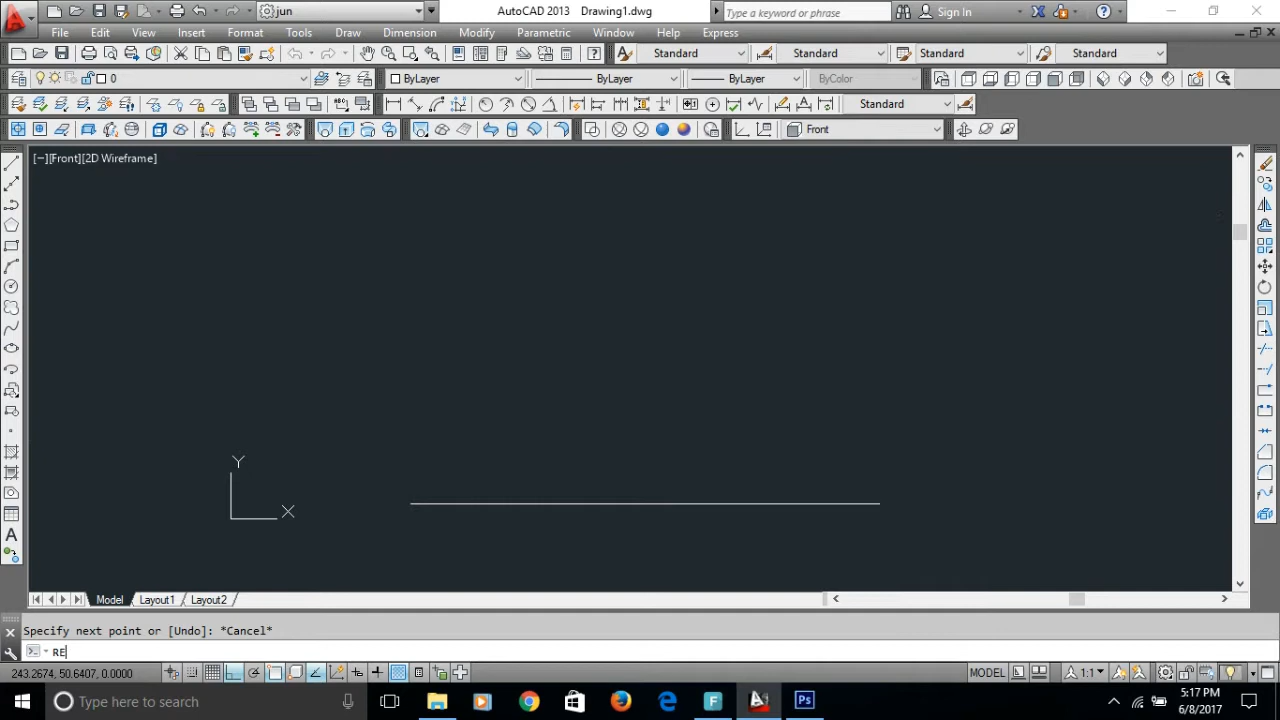 jun
AutoCAD 2013 Drawing1.dwg
Type a keyword or phrase
Sign In
File Edit View Insert Format Tools Draw Dimension Modify Parametric Window Help Express
Standard Standard Standard Standard
0 ByLayer ByLayer ByLayer ByColor
Standard
Front
[−][Front][2D Wireframe]
Y
X
A
Model Layout1 Layout2
Specify next point or [Undo]: *Cancel*
RE
243.2674, 50.6407, 0.0000 MODEL 1:1
Type here to search
F
Ps
5:17 PM
6/8/2017